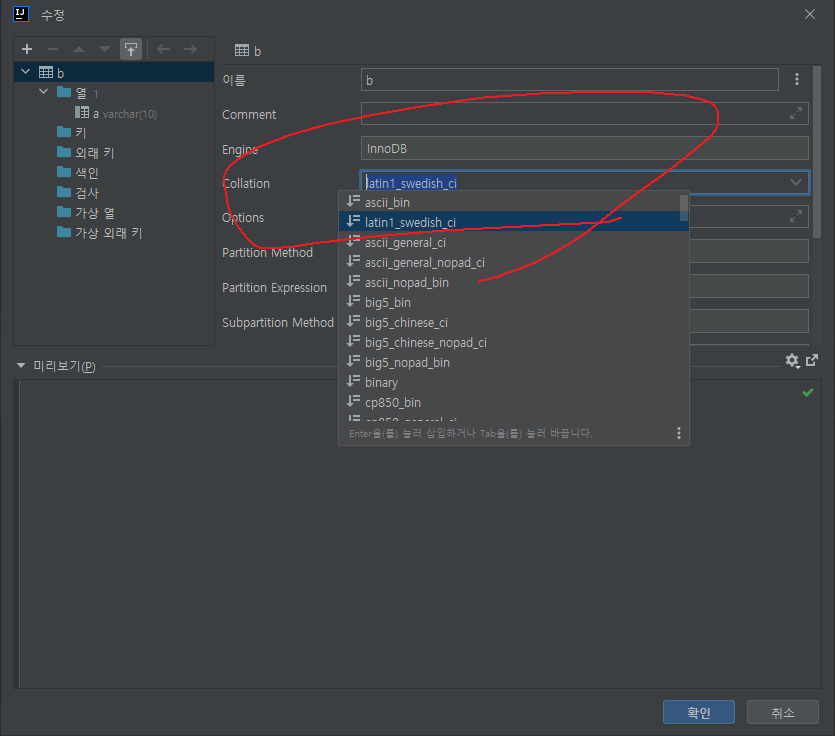 수정
b
b
열 1
a varchar(10)
키
외래 키
색인
검사
가상 열
가상 외래 키
이름 b
Comment
Engine InnoDB
Collation latin1_swedish_ci
Options
Partition Method
Partition Expression
Subpartition Method
ascii_bin
latin1_swedish_ci
ascii_general_ci
ascii_general_nopad_ci
ascii_nopad_bin
big5_bin
big5_chinese_ci
big5_chinese_nopad_ci
big5_nopad_bin
binary
cp850_bin
cp850_general_ci
Enter을(를) 눌러 삽입하거나 Tab을(를) 눌러 바꿉니다.
미리보기(P)
확인 취소